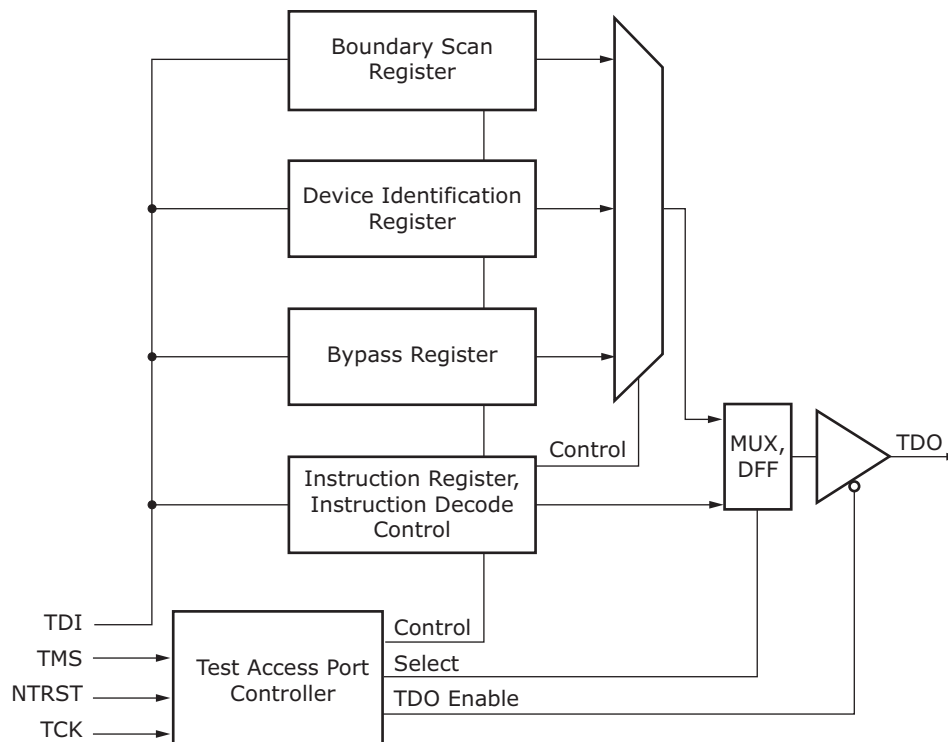 Boundary Scan
Register
Device Identification
Register
Bypass Register
Control
MUX,
DFF
TDO
Instruction Register,
Instruction Decode
Control
TDI
TMS
NTRST
TCK
Test Access Port
Controller
Control
Select
TDO Enable